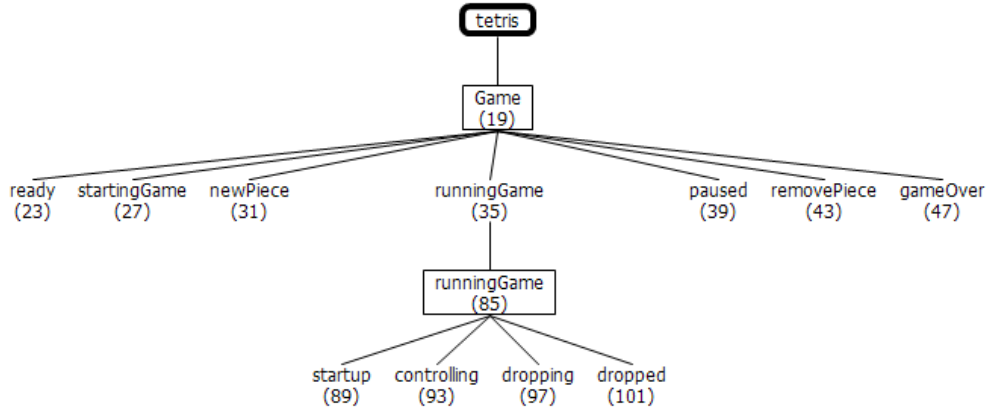 tetris
Game
(19)
ready startingGame newPiece runningGame paused removePiece gameOver
(23) (27) (31) (35) (39) (43) (47)
runningGame
(85)
startup controlling dropping dropped
(89) (93) (97) (101)